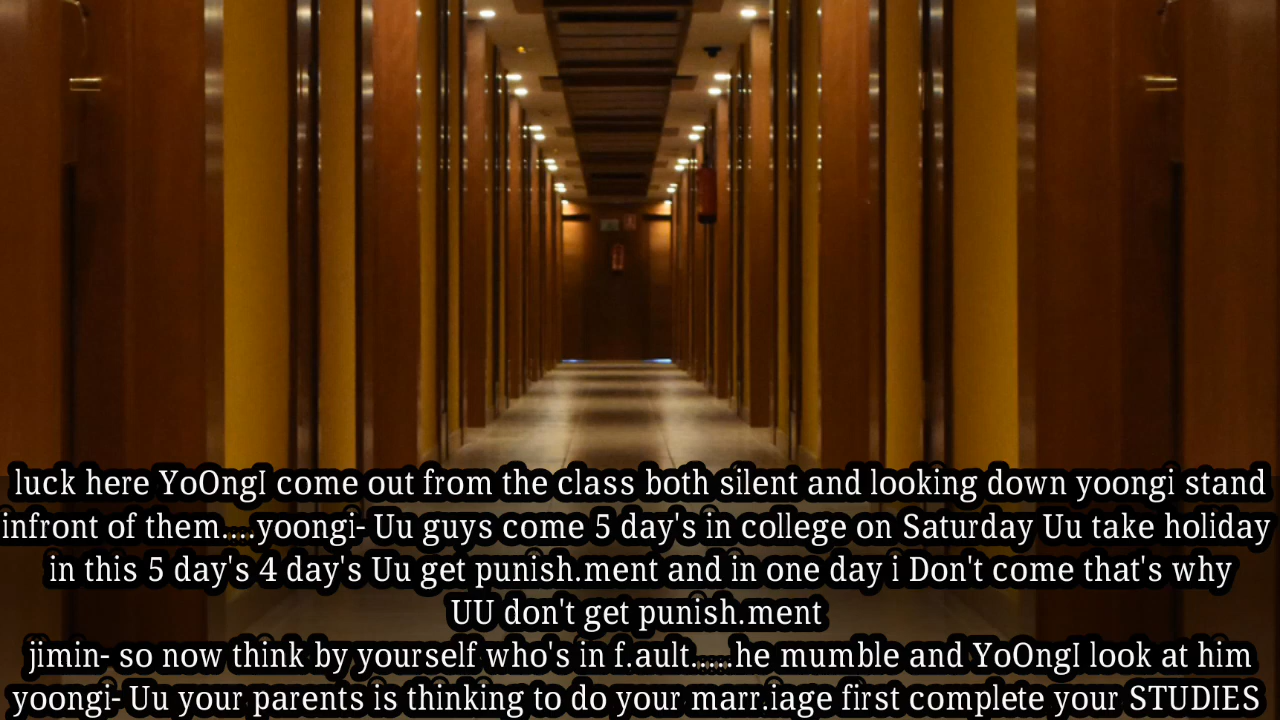 luck here YoOngI come out from the class both silent and looking down yoongi stand
infront of them....yoongi- Uu guys come 5 day's in college on Saturday Uu take holiday
in this 5 day's 4 day's Uu get punish.ment and in one day i Don't come that's why
UU don't get punish.ment
jimin- so now think by yourself who's in f.ault......he mumble and YoOngI look at him
yoongi- Uu your parents is thinking to do your marr.iage first complete your STUDIES